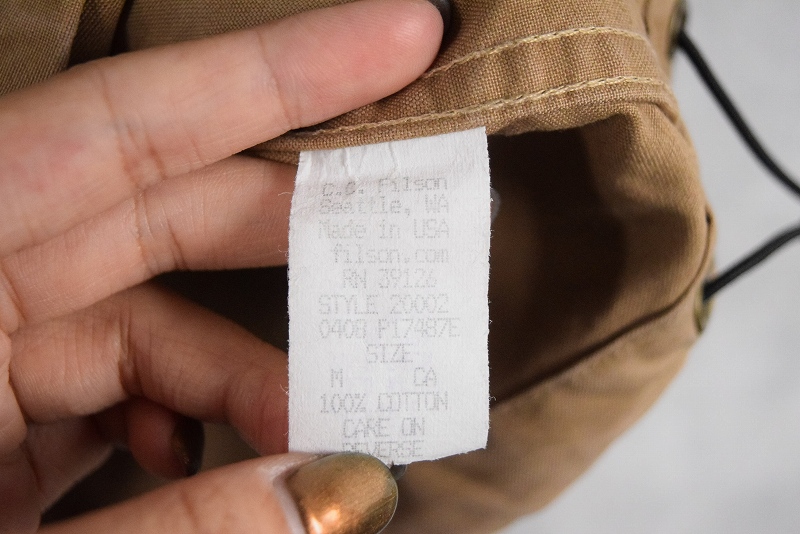 C.C. Filson
Seattle, WA
Made in USA
filson.com
RN 39126
STYLE 20002
0408 P17487E
SIZE
M CA
100% COTTON
CARE ON
REVERSE